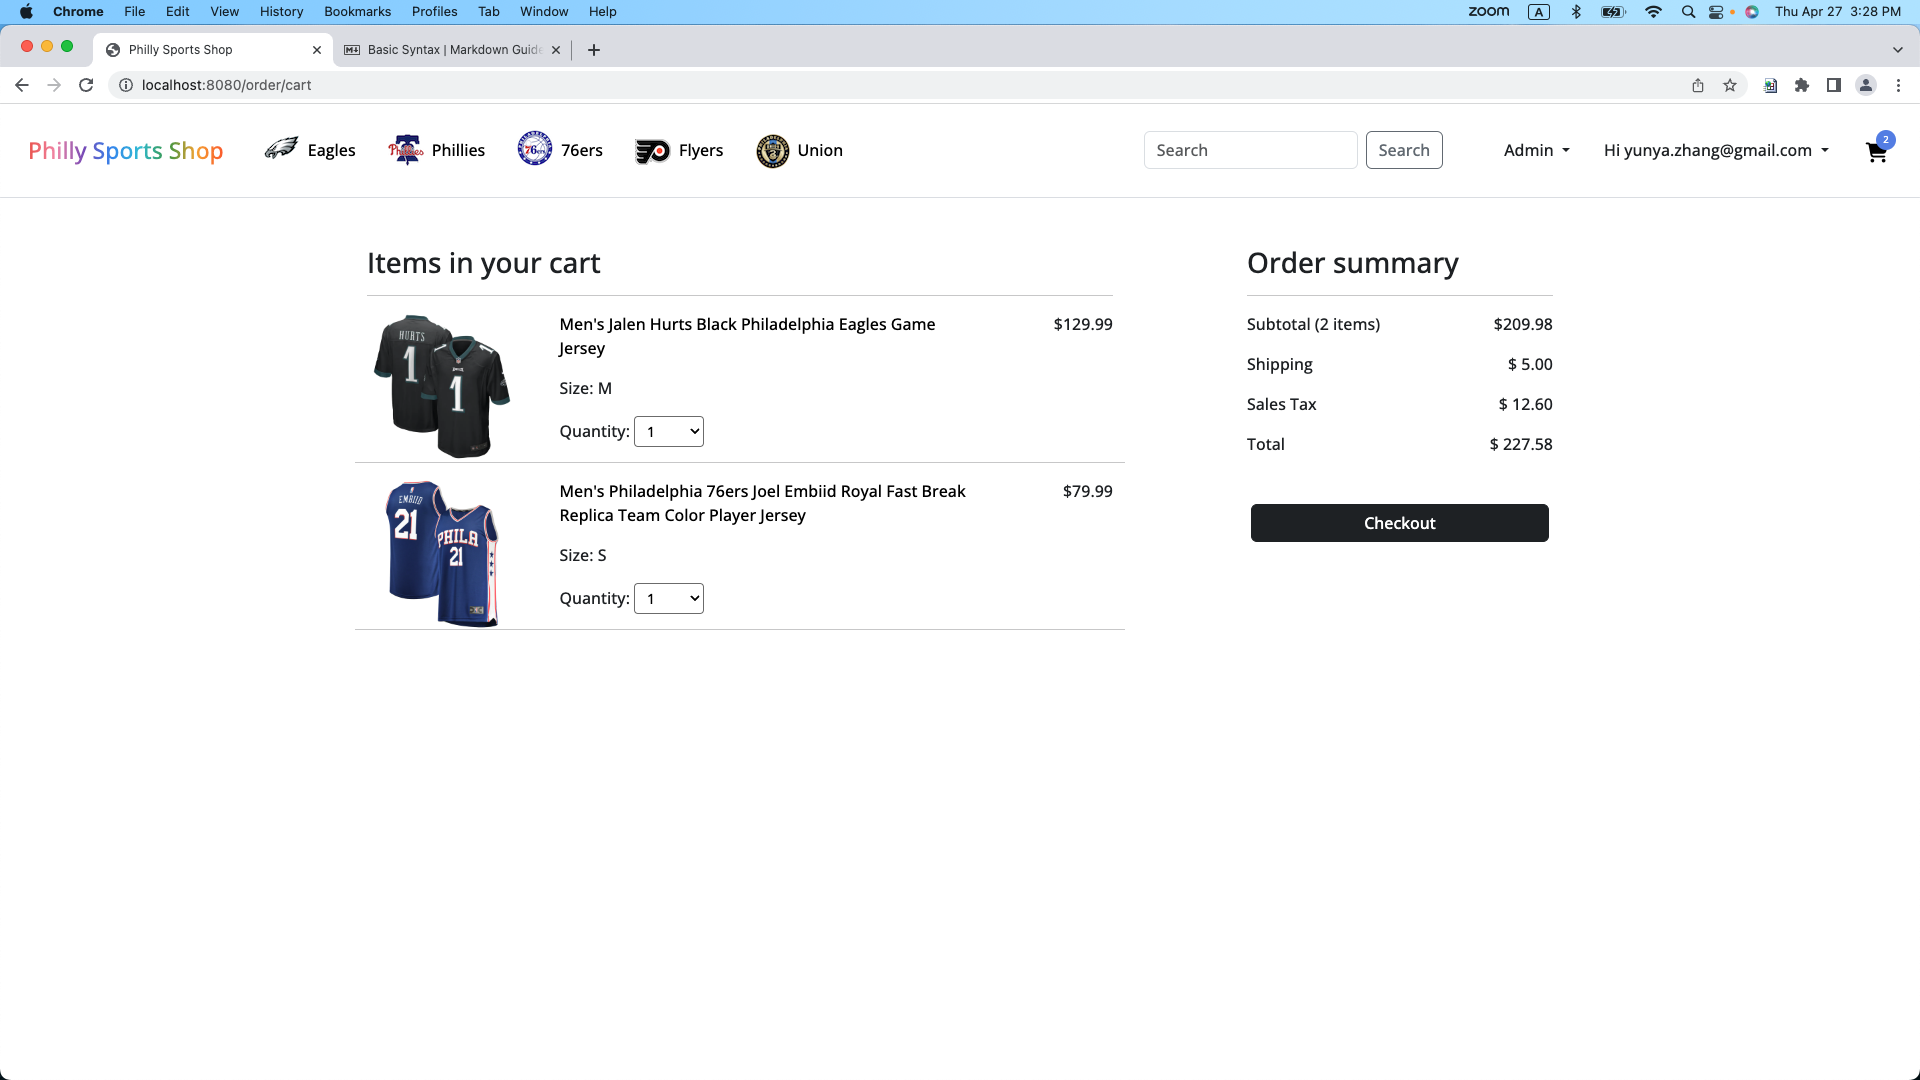 Chrome File Edit View History Bookmarks Profiles Tab Window Help zoom A Thu Apr 27 3:28 PM
Philly Sports Shop Basic Syntax | Markdown Guide
localhost:8080/order/cart
Philly Sports Shop Eagles Phillies 76ers Flyers Union Search Search Admin Hi yunya.zhang@gmail.com 2
Items in your cart
HURTS
1
1
Men's Jalen Hurts Black Philadelphia Eagles Game
Jersey
$129.99
Size: M
Quantity: 1
EMBIID
21
PHILA
21
Men's Philadelphia 76ers Joel Embiid Royal Fast Break
Replica Team Color Player Jersey
$79.99
Size: S
Quantity: 1
Order summary
Subtotal (2 items) $209.98
Shipping $ 5.00
Sales Tax $ 12.60
Total $ 227.58
Checkout